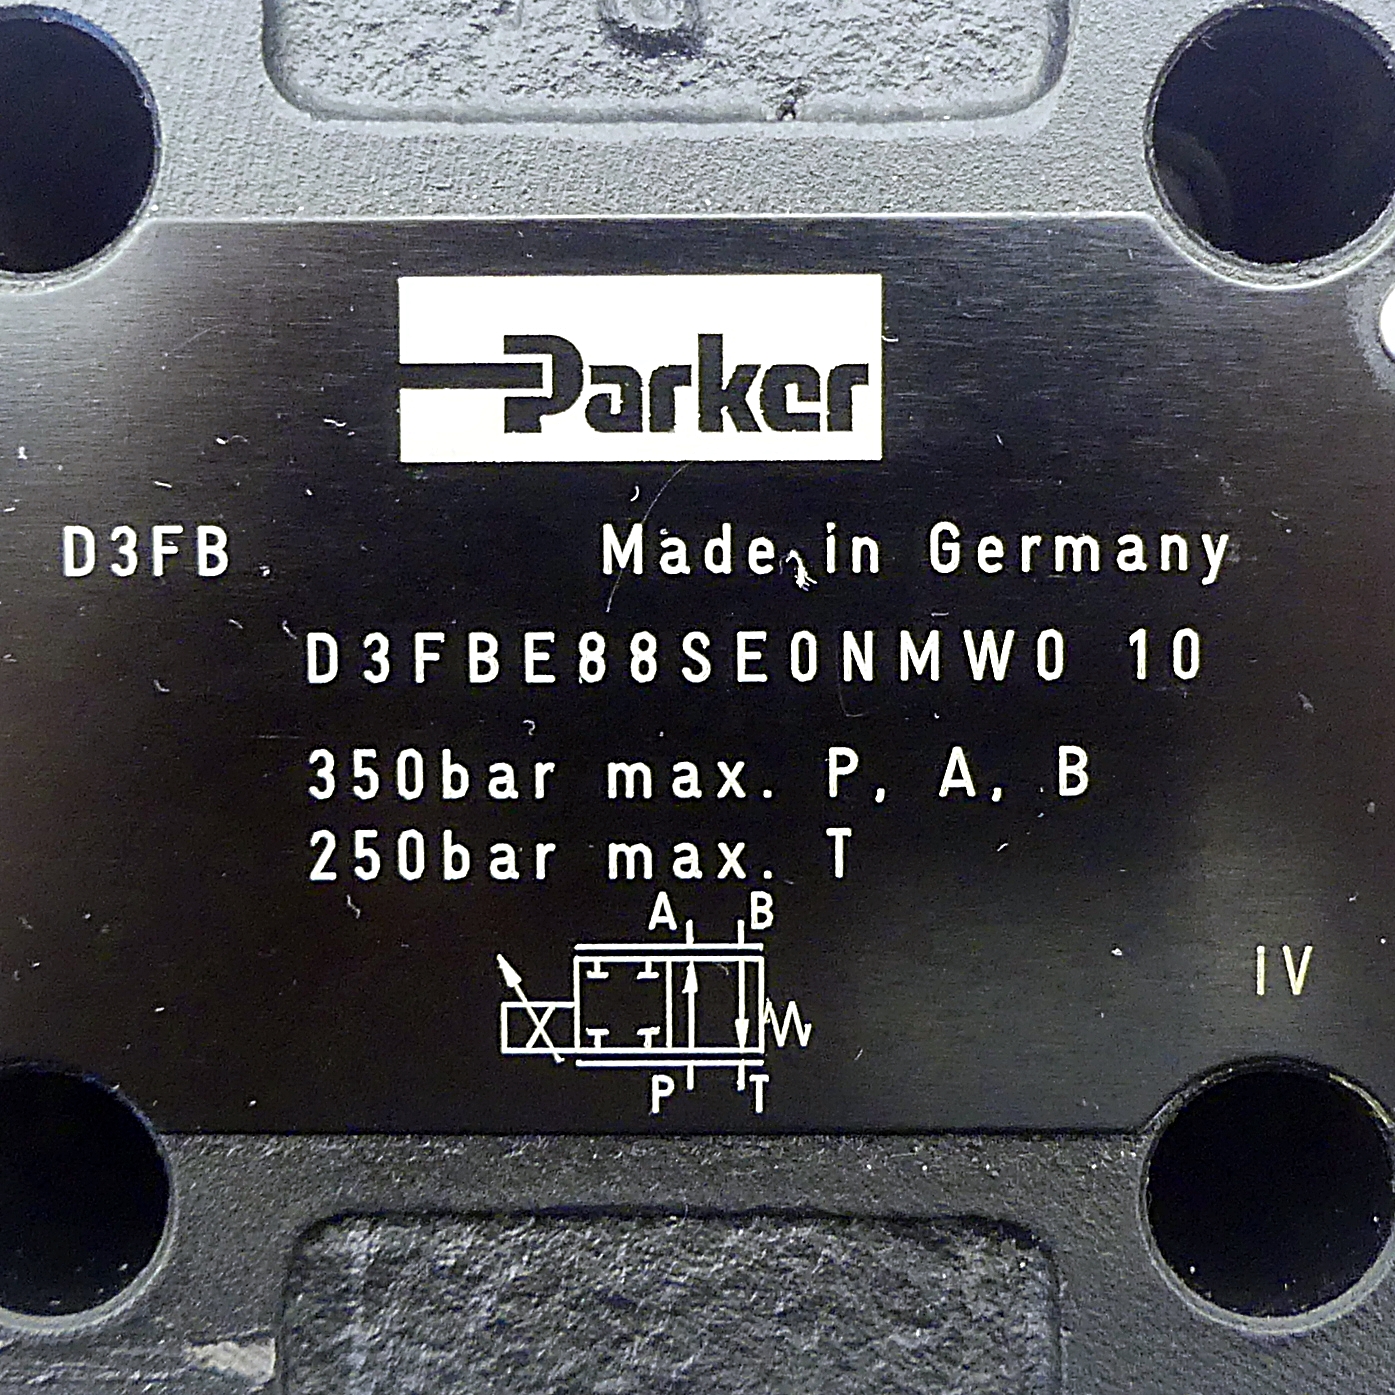 Parker
D3FB Made in Germany
D3FBE88SE0NMW0 10
350bar max. P, A, B
250bar max. T
A B
IV
P T